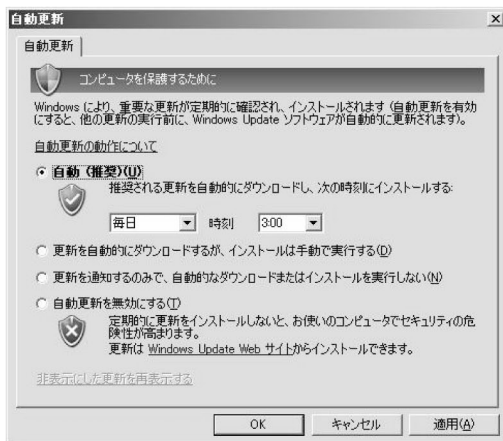 自動更新
自動更新
コンピュータを保護するために
Windows により、重要な更新が定期的に確認され、インストールされます (自動更新を有効
にすると、他の更新の実行前に、Windows Update ソフトウェアが自動的に更新されます)。
自動更新の動作について
自動 (推奨)(U)
推奨される更新を自動的にダウンロードし、次の時刻にインストールする:
毎日 時刻 3:00
更新を自動的にダウンロードするが、インストールは手動で実行する(D)
更新を通知するのみで、自動的なダウンロードまたはインストールを実行しない(N)
自動更新を無効にする(T)
定期的に更新をインストールしないと、お使いのコンピュータでセキュリティの危
険性が高まります。
更新は Windows Update Web サイトからインストールできます。
非表示にした更新を再表示する
OK キャンセル 適用(A)